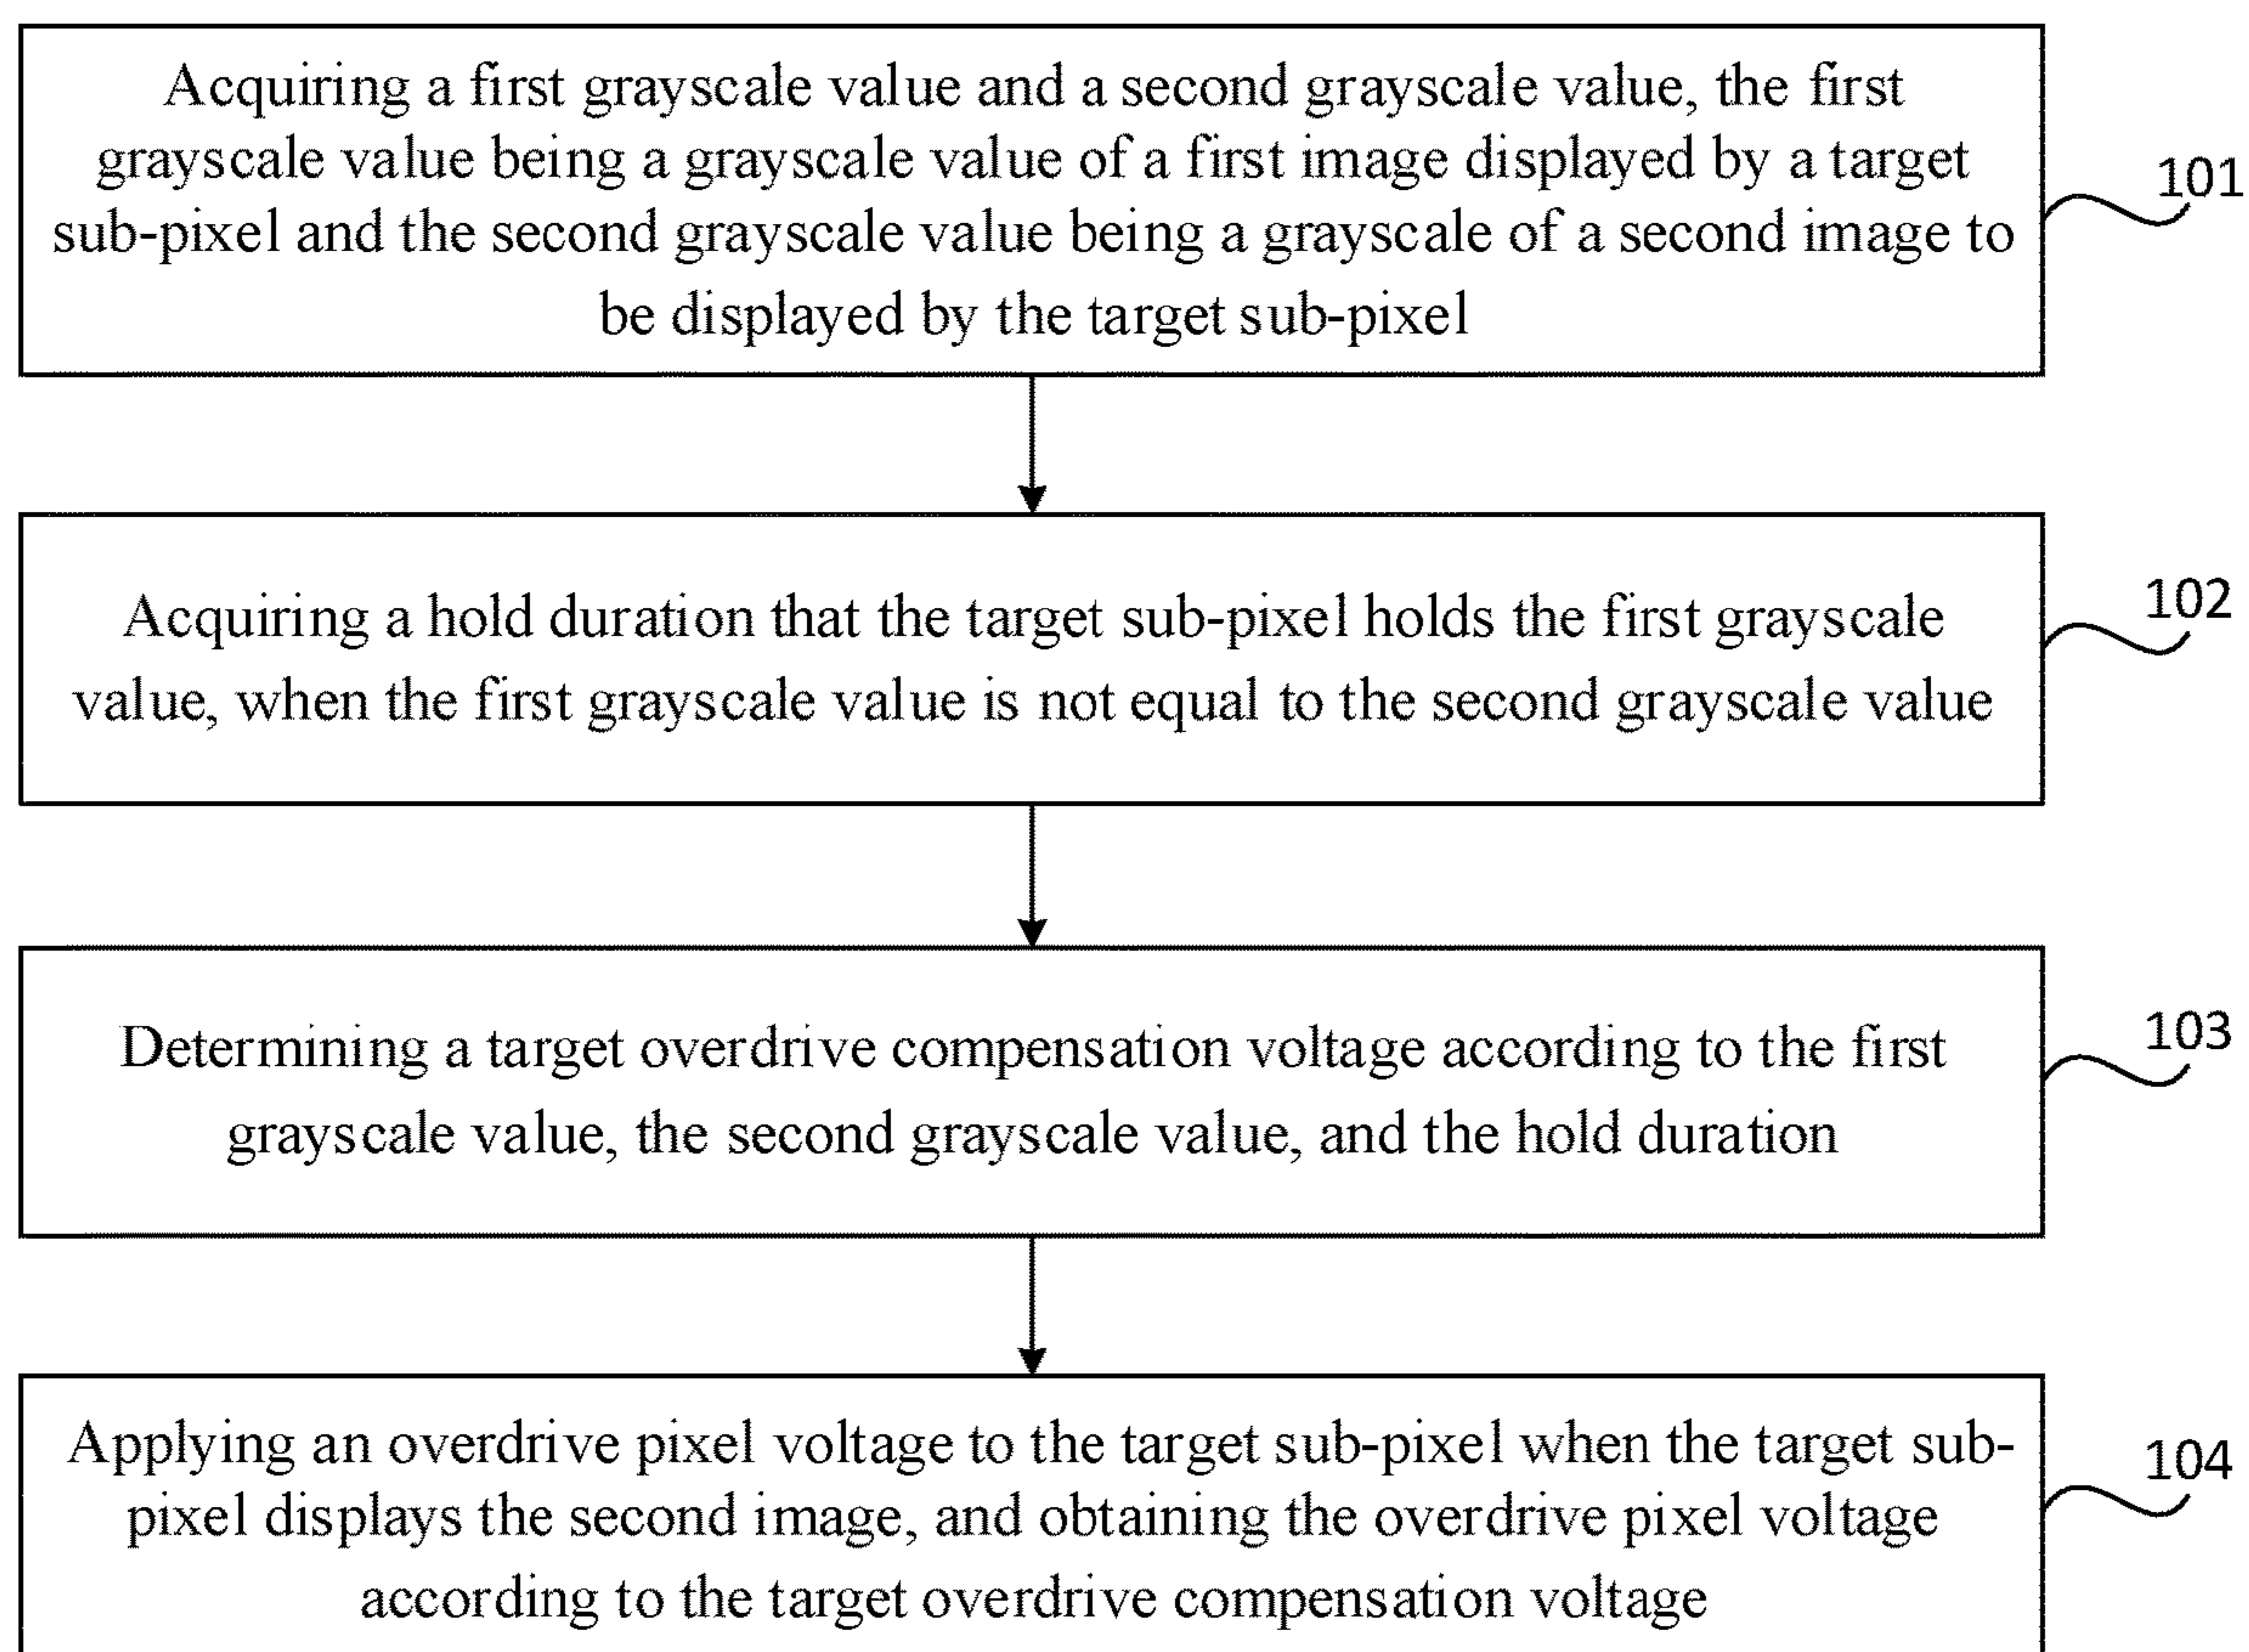 Acquiring a first grayscale value and a second grayscale value, the first
grayscale value being a grayscale value of a first image displayed by a target
sub-pixel and the second grayscale value being a grayscale of a second image to
be displayed by the target sub-pixel
101
Acquiring a hold duration that the target sub-pixel holds the first grayscale
value, when the first grayscale value is not equal to the second grayscale value
102
Determining a target overdrive compensation voltage according to the first
grayscale value, the second grayscale value, and the hold duration
103
Applying an overdrive pixel voltage to the target sub-pixel when the target sub-
pixel displays the second image, and obtaining the overdrive pixel voltage
according to the target overdrive compensation voltage
104